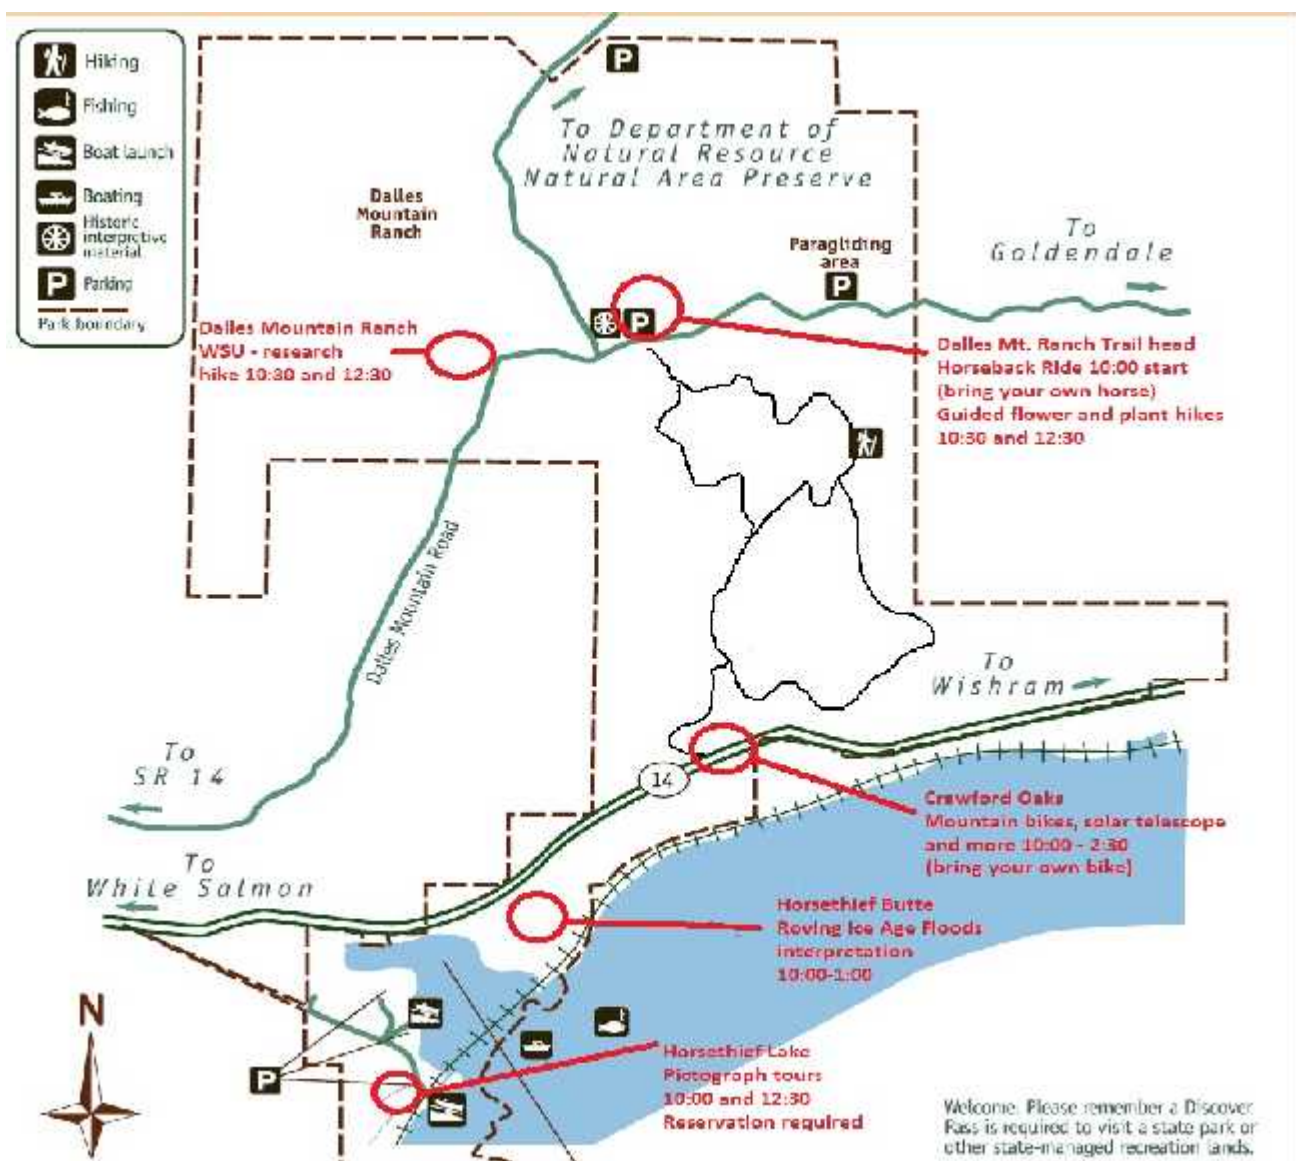 Hiking
Fishing
Boat launch
Boating
Historic
interpretive
material
P
Parking
Park boundary
P
To Department of
Natural Resource
Natural Area Preserve
Dalles
Mountain
Ranch
To
Goldendale
Paragliding
area
P
P
Dalles Mountain Ranch
WSU - research
hike 10:30 and 12:30
Dalles Mt. Ranch Trail head
Horseback Ride 10:00 start
(bring your own horse)
Guided flower and plant hikes
10:30 and 12:30
Dalles Mountain Road
To
Wishram
To
SR 14
14
Crawford Oaks
Mountain bikes, solar telescope
and more 10:00 - 2:30
(bring your own bike)
To
White Salmon
Horsethief Butte
Roving Ice Age Floods
interpretation
10:00-1:00
N
P
Horsethief Lake
Pictograph tours
10:00 and 12:30
Reservation required
Welcome. Please remember a Discover
Pass is required to visit a state park or
other state-managed recreation lands.